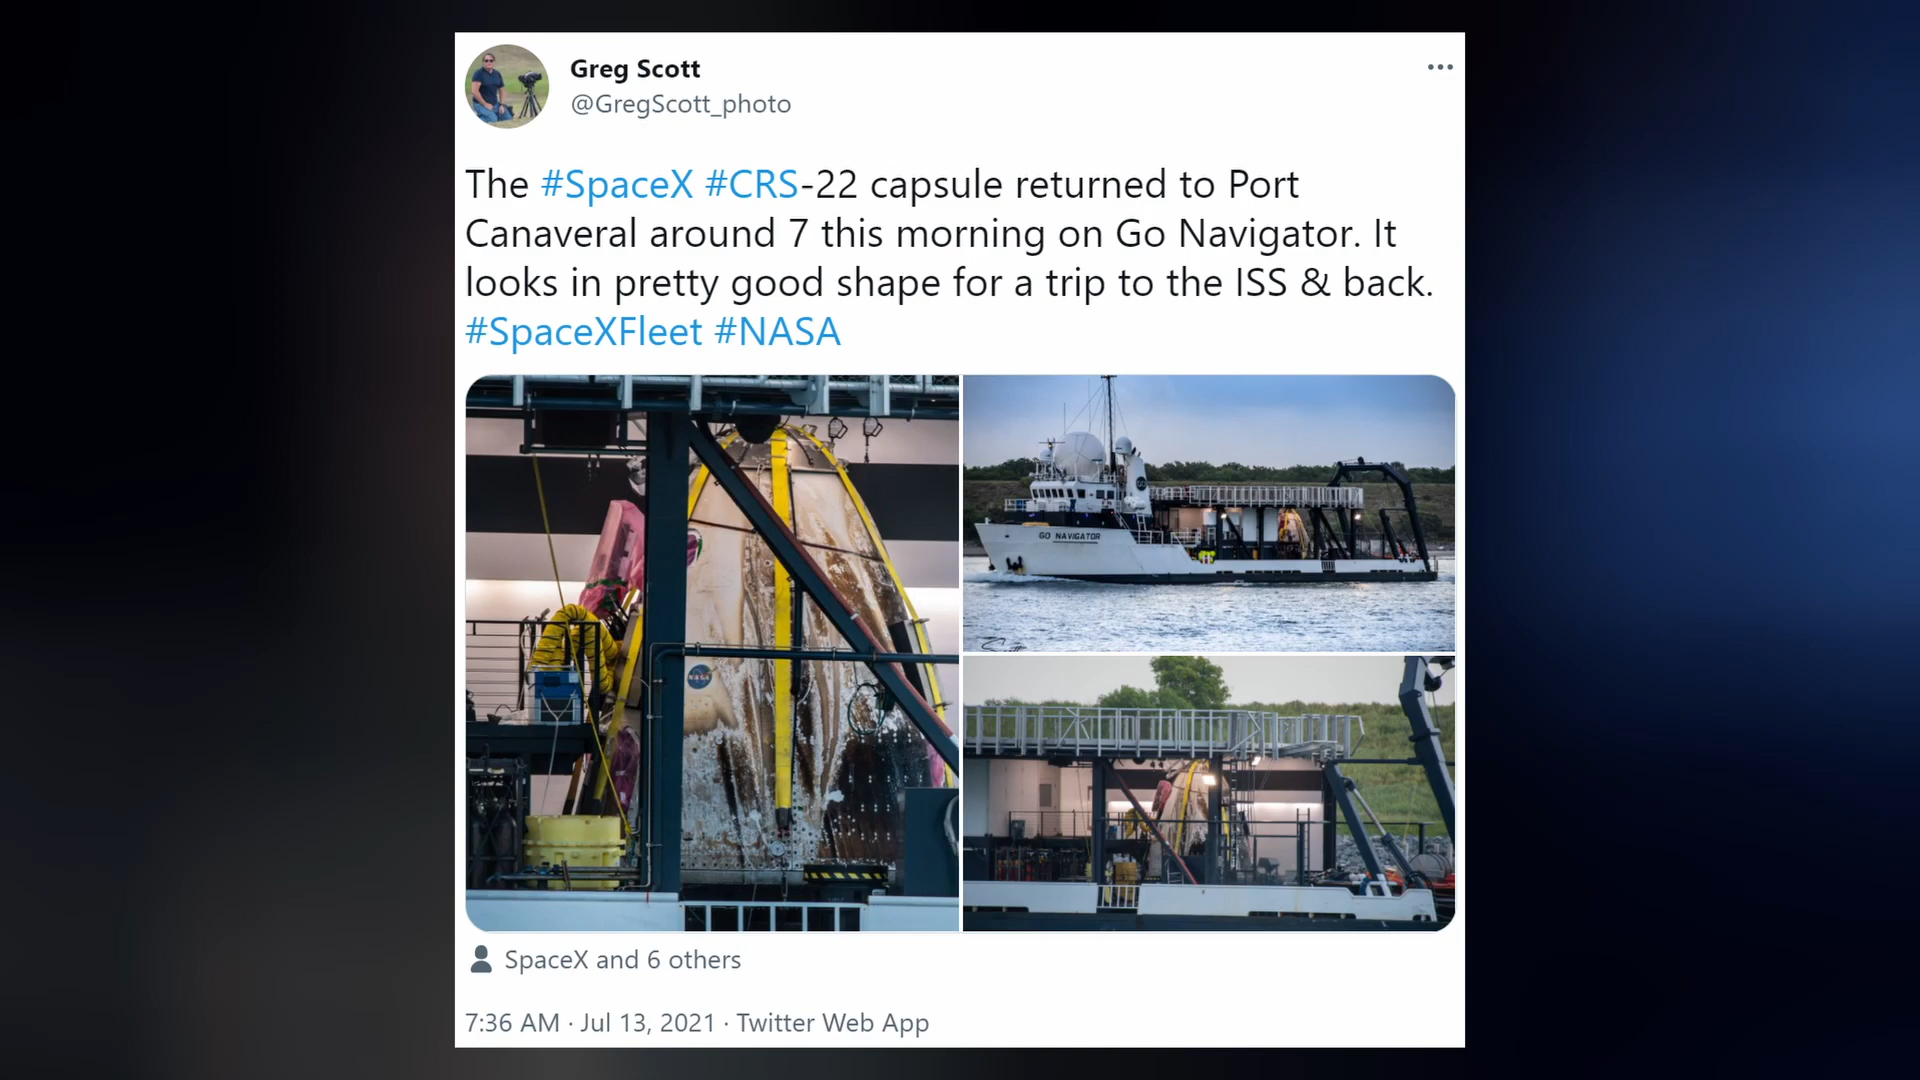 Greg Scott
@GregScott_photo
The #SpaceX #CRS-22 capsule returned to Port
Canaveral around 7 this morning on Go Navigator. It
looks in pretty good shape for a trip to the ISS & back.
#SpaceXFleet #NASA
NASA
GO NAVIGATOR
SpaceX and 6 others
7:36 AM · Jul 13, 2021 · Twitter Web App